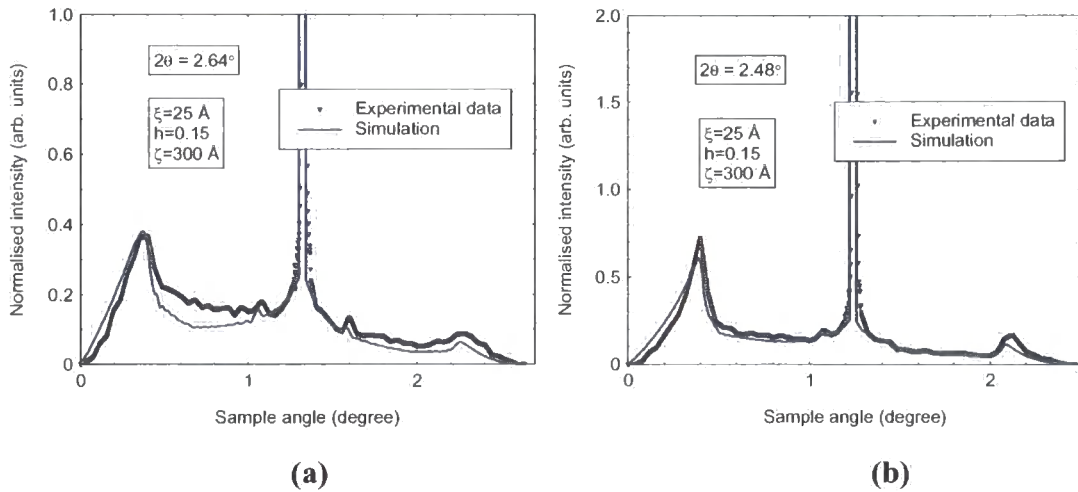 1.0
0.8
0.6
0.4
0.2
0
0
1
2
Normalised intensity (arb. units)
Sample angle (degree)
2θ = 2.64°
ξ=25 Å
h=0.15
ζ=300 Å
Experimental data
Simulation
(a)
2.0
1.5
1.0
0.5
0
0
1
2
Normalised intensity (arb. units)
Sample angle (degree)
2θ = 2.48°
ξ=25 Å
h=0.15
ζ=300 Å
Experimental data
Simulation
(b)